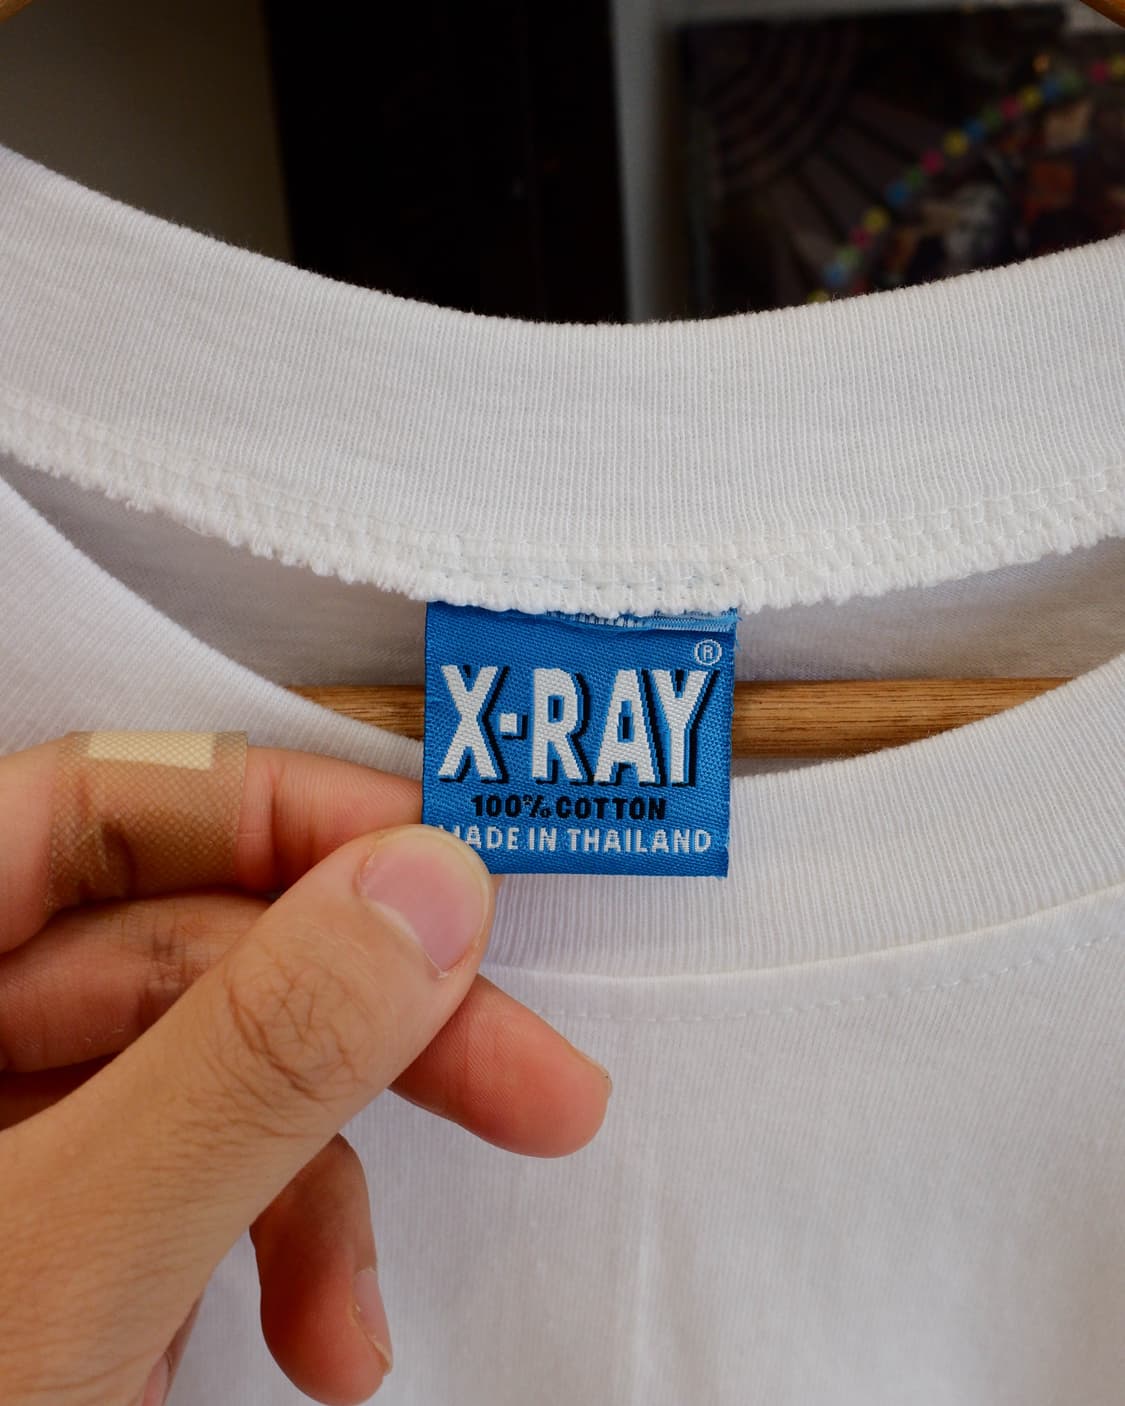 ®
X-RAY
100% COTTON
MADE IN THAILAND